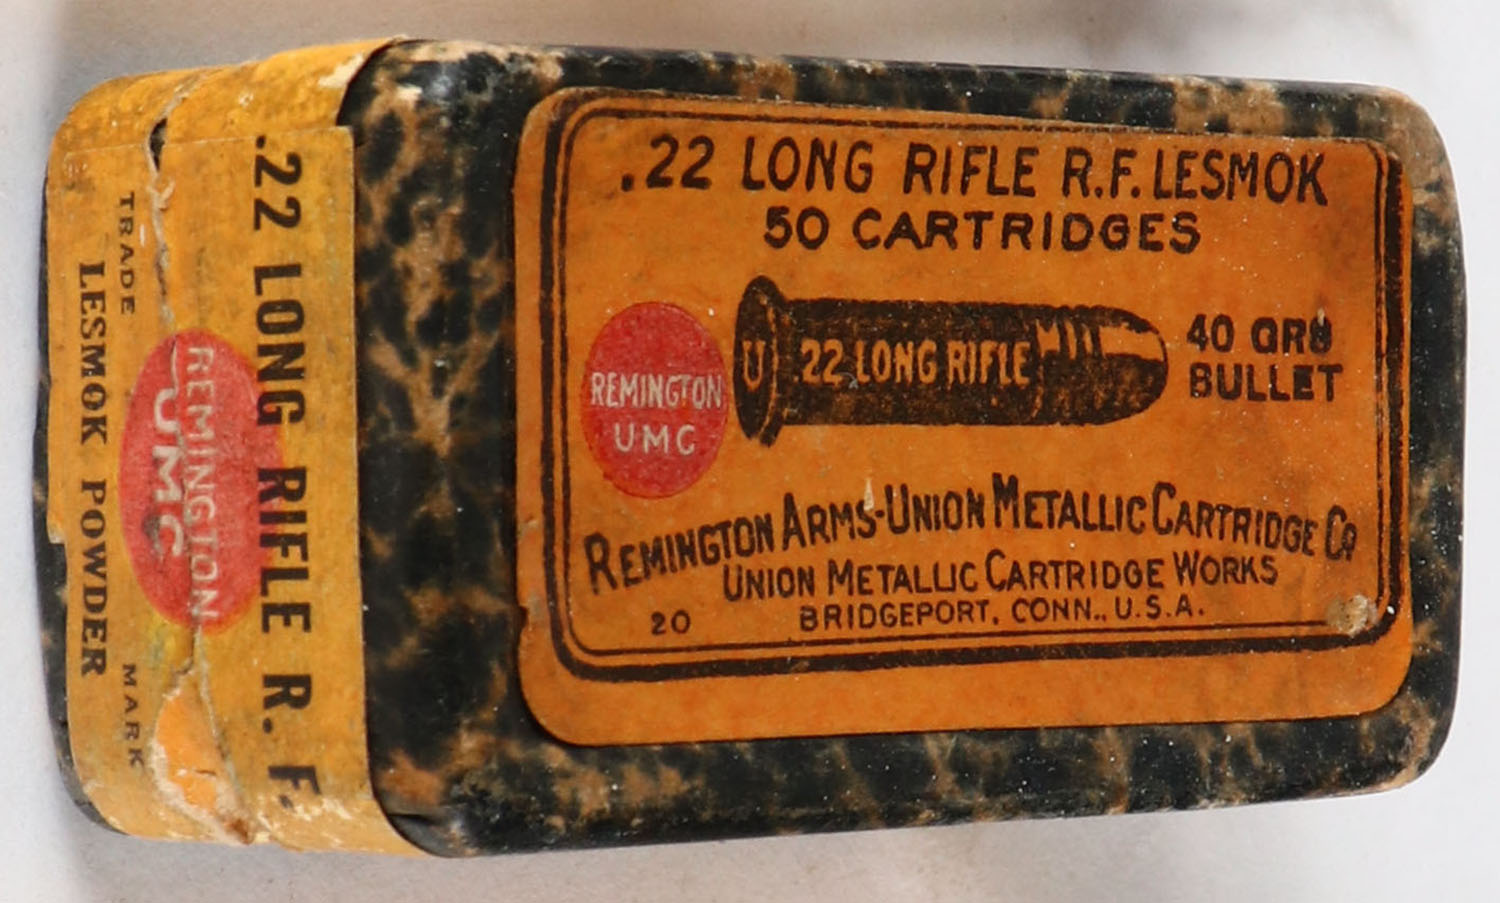 .22 LONG RIFLE R.F. LESMOK
50 CARTRIDGES
REMINGTON
UMC
U
.22 LONG RIFLE
40 GRS
BULLET
REMINGTON ARMS-UNION METALLIC CARTRIDGE CO
UNION METALLIC CARTRIDGE WORKS
20
BRIDGEPORT, CONN., U.S.A.
.22 LONG RIFLE R. F.
REMINGTON
UMC
TRADE MARK
LESMOK POWDER